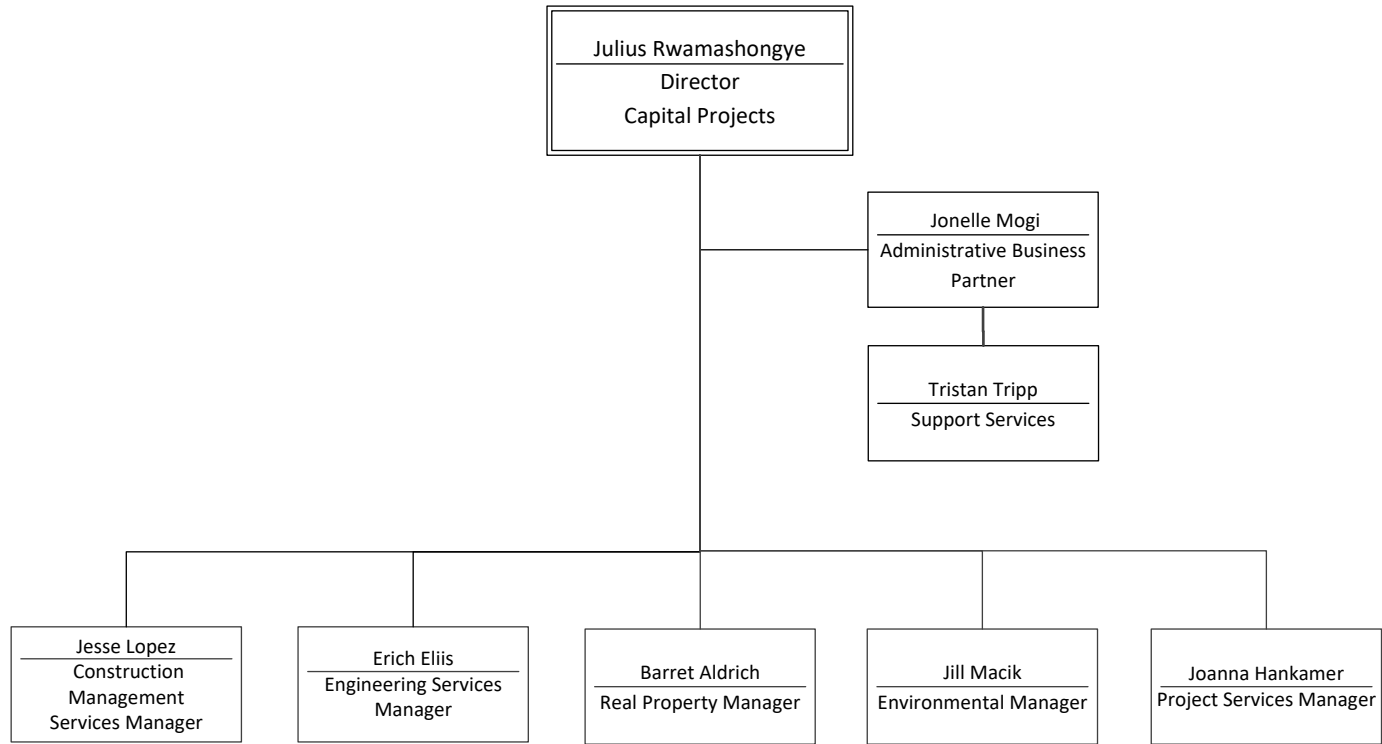 Julius Rwamashongye
Director
Capital Projects
Jonelle Mogi
Administrative Business
Partner
Tristan Tripp
Support Services
Jesse Lopez
Construction
Management
Services Manager
Erich Eliis
Engineering Services
Manager
Barret Aldrich
Real Property Manager
Jill Macik
Environmental Manager
Joanna Hankamer
Project Services Manager